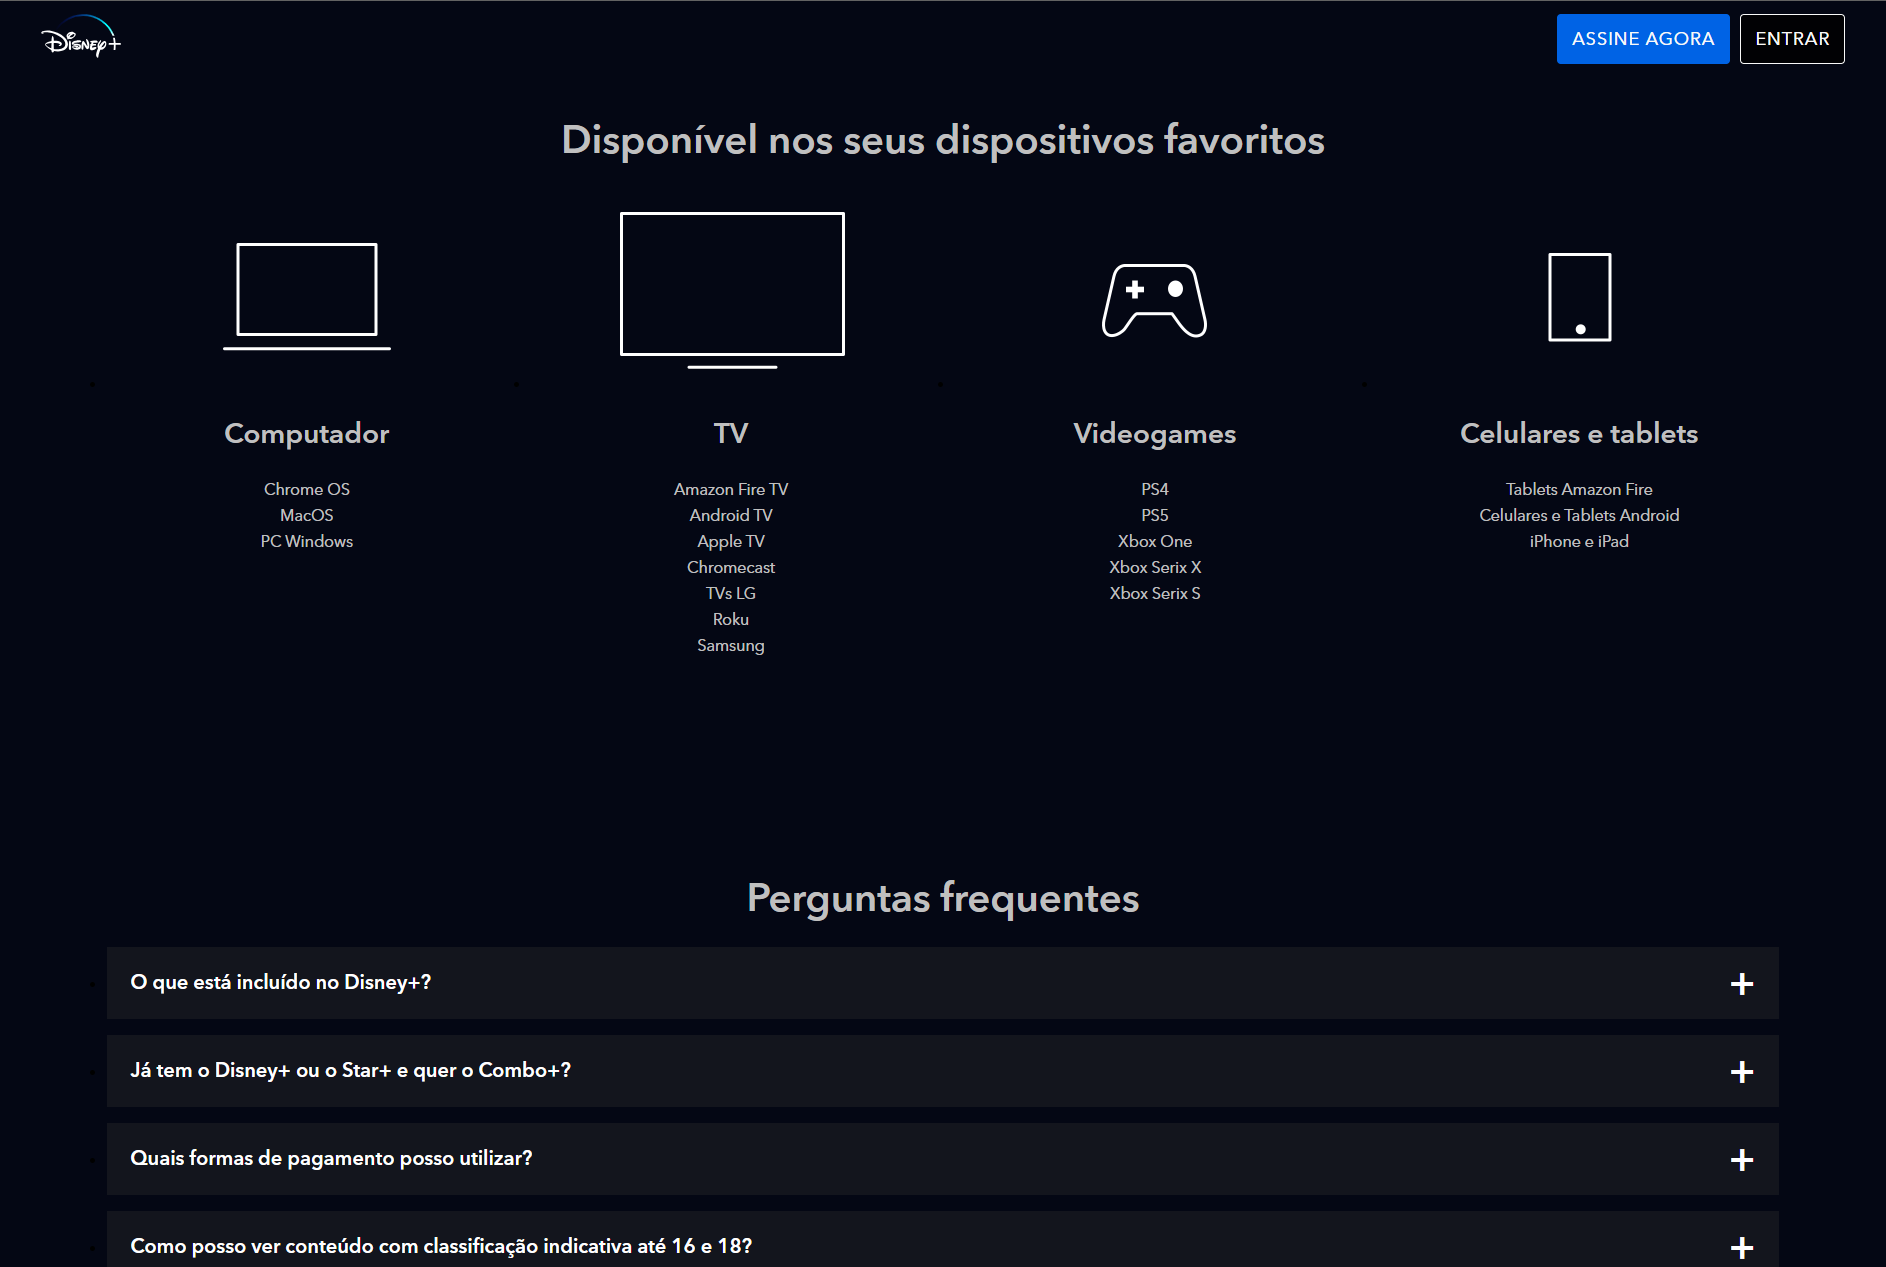 Disney+
ASSINE AGORA
ENTRAR
Disponível nos seus dispositivos favoritos
Computador
Chrome OS
MacOS
PC Windows
TV
Amazon Fire TV
Android TV
Apple TV
Chromecast
TVs LG
Roku
Samsung
Videogames
PS4
PS5
Xbox One
Xbox Serix X
Xbox Serix S
Celulares e tablets
Tablets Amazon Fire
Celulares e Tablets Android
iPhone e iPad
Perguntas frequentes
O que está incluído no Disney+?
Já tem o Disney+ ou o Star+ e quer o Combo+?
Quais formas de pagamento posso utilizar?
Como posso ver conteúdo com classificação indicativa até 16 e 18?